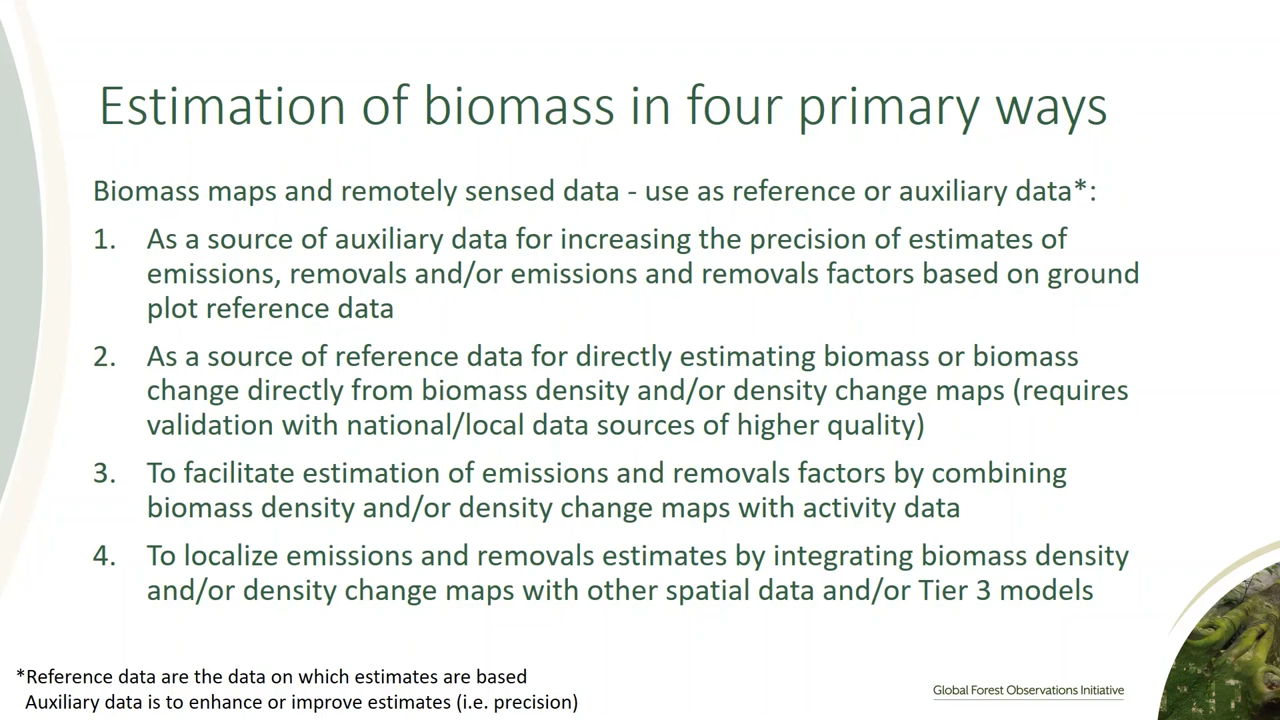 Estimation of biomass in four primary ways
Biomass maps and remotely sensed data - use as reference or auxiliary data*:
1. As a source of auxiliary data for increasing the precision of estimates of
emissions, removals and/or emissions and removals factors based on ground
plot reference data
2. As a source of reference data for directly estimating biomass or biomass
change directly from biomass density and/or density change maps (requires
validation with national/local data sources of higher quality)
3. To facilitate estimation of emissions and removals factors by combining
biomass density and/or density change maps with activity data
4. To localize emissions and removals estimates by integrating biomass density
and/or density change maps with other spatial data and/or Tier 3 models
*Reference data are the data on which estimates are based
Auxiliary data is to enhance or improve estimates (i.e. precision)
Global Forest Observations Initiative